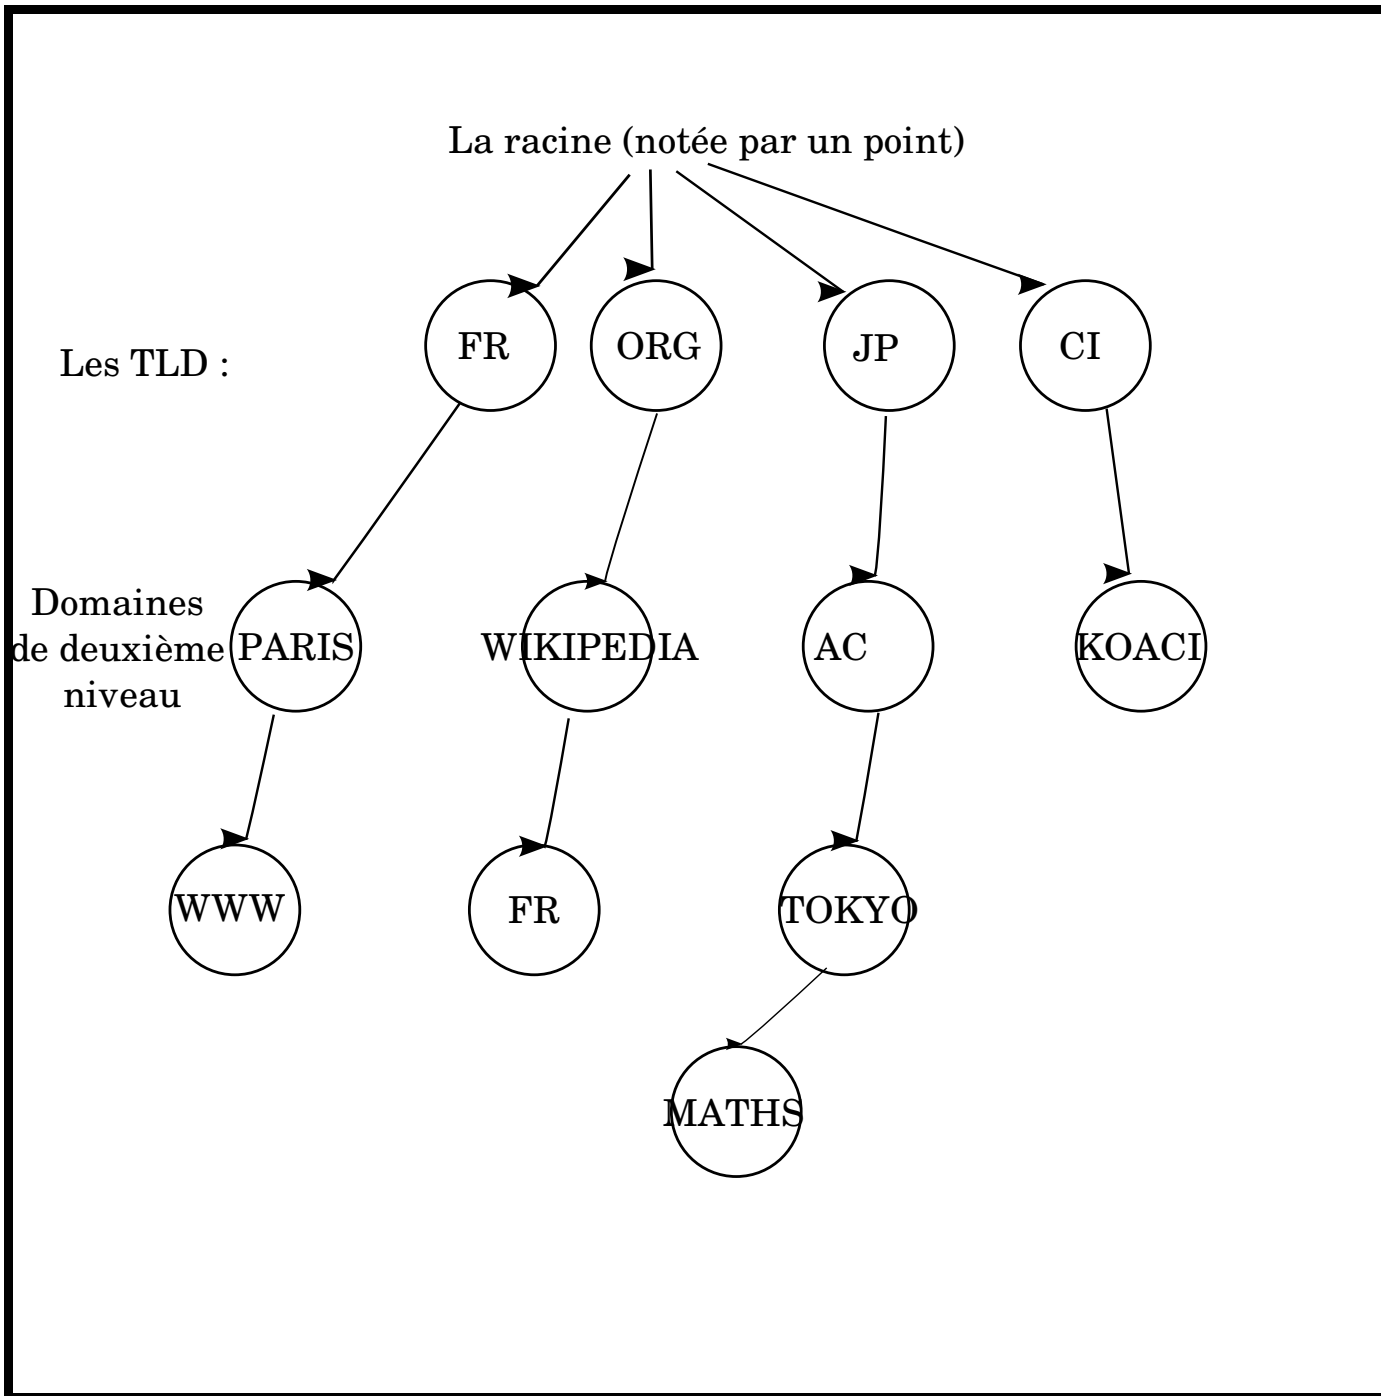 La racine (notée par un point)
Les TLD :
FR
ORG
JP
CI
Domaines
de deuxième
niveau
PARIS
WIKIPEDIA
AC
KOACI
WWW
FR
TOKYO
MATHS